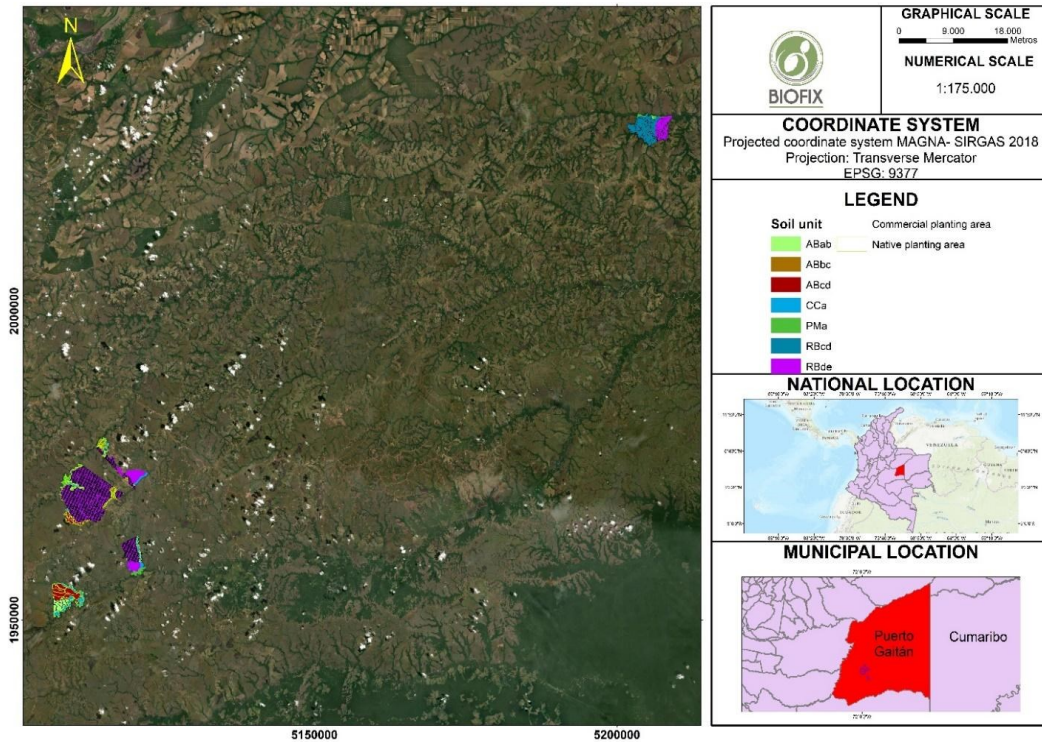 N
2000000
1950000
5150000
5200000
BIOFIX
GRAPHICAL SCALE
0 9.000 18.000
Metros
NUMERICAL SCALE
1:175.000
COORDINATE SYSTEM
Projected coordinate system MAGNA- SIRGAS 2018
Projection: Transverse Mercator
EPSG: 9377
LEGEND
Soil unit
Commercial planting area
ABab
Native planting area
ABbc
ABcd
CCa
PMa
RBcd
RBde
NATIONAL LOCATION
MUNICIPAL LOCATION
Puerto
Gaitán
Cumaribo